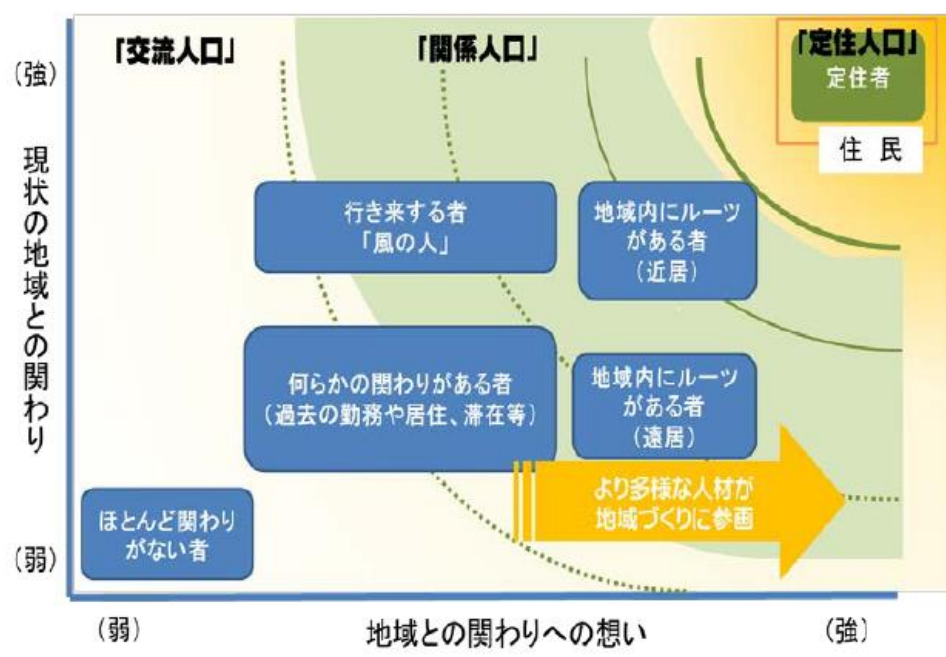 「交流人口」
「関係人口」
「定住人口」
定住者
住 民
(強)
現状の地域との関わり
(弱)
行き来する者
「風の人」
地域内にルーツ
がある者
(近居)
何らかの関わりがある者
(過去の勤務や居住、滞在等)
地域内にルーツ
がある者
(遠居)
より多様な人材が
地域づくりに参画
ほとんど関わり
がない者
(弱)
地域との関わりへの想い
(強)